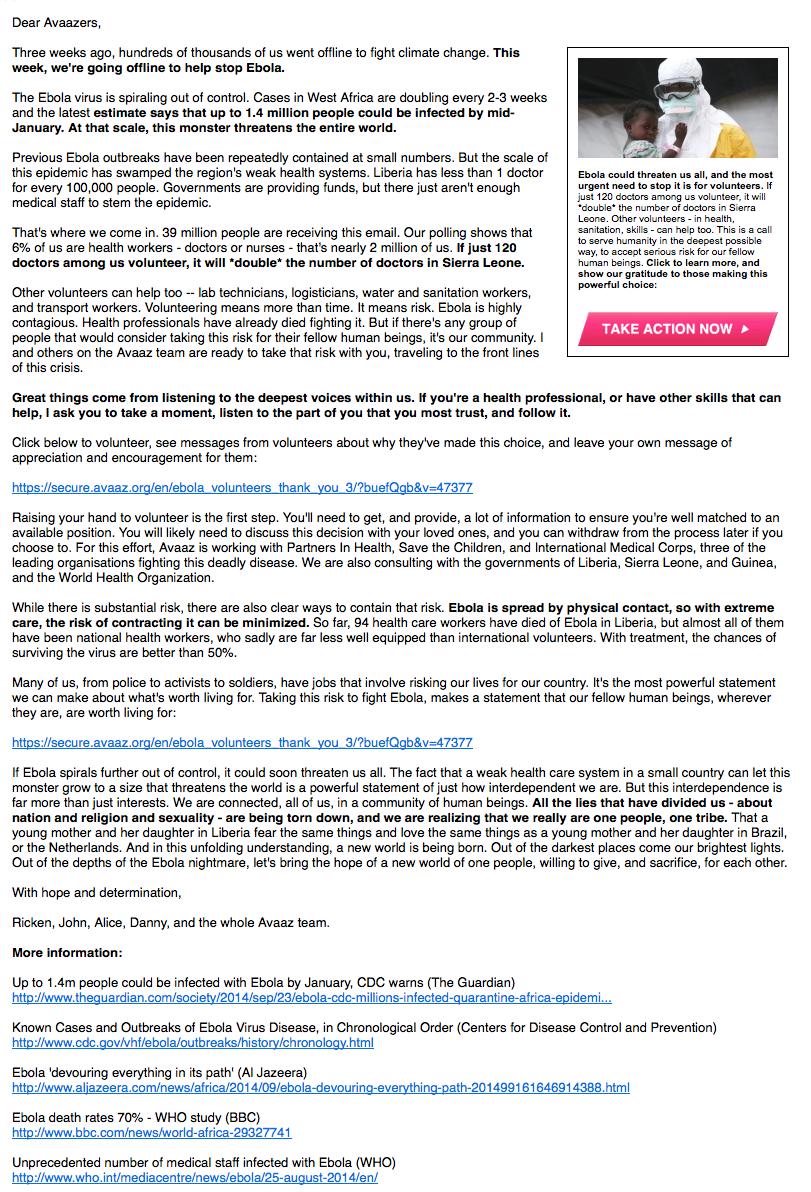 Dear Avaazers,
Three weeks ago, hundreds of thousands of us went offline to fight climate change. This
week, we're going offline to help stop Ebola.
The Ebola virus is spiraling out of control. Cases in West Africa are doubling every 2-3 weeks
and the latest estimate says that up to 1.4 million people could be infected by mid-
January. At that scale, this monster threatens the entire world.
Previous Ebola outbreaks have been repeatedly contained at small numbers. But the scale of
this epidemic has swamped the region's weak health systems. Liberia has less than 1 doctor
for every 100,000 people. Governments are providing funds, but there just aren't enough
medical staff to stem the epidemic.
That's where we come in. 39 million people are receiving this email. Our polling shows that
6% of us are health workers - doctors or nurses - that's nearly 2 million of us. If just 120
doctors among us volunteer, it will *double* the number of doctors in Sierra Leone.
Other volunteers can help too -- lab technicians, logisticians, water and sanitation workers,
and transport workers. Volunteering means more than time. It means risk. Ebola is highly
contagious. Health professionals have already died fighting it. But if there's any group of
people that would consider taking this risk for their fellow human beings, it's our community. I
and others on the Avaaz team are ready to take that risk with you, traveling to the front lines
of this crisis.
Ebola could threaten us all, and the most
urgent need to stop it is for volunteers. If
just 120 doctors among us volunteer, it will
*double* the number of doctors in Sierra
Leone. Other volunteers - in health,
sanitation, skills - can help too. This is a call
to serve humanity in the deepest possible
way, to accept serious risk for our fellow
human beings. Click to learn more, and
show our gratitude to those making this
powerful choice:
TAKE ACTION NOW
Great things come from listening to the deepest voices within us. If you're a health professional, or have other skills that can
help, I ask you to take a moment, listen to the part of you that you most trust, and follow it.
Click below to volunteer, see messages from volunteers about why they've made this choice, and leave your own message of
appreciation and encouragement for them:
https://secure.avaaz.org/en/ebola_volunteers_thank_you_3/?buefQgb&v=47377
Raising your hand to volunteer is the first step. You'll need to get, and provide, a lot of information to ensure you're well matched to an
available position. You will likely need to discuss this decision with your loved ones, and you can withdraw from the process later if you
choose to. For this effort, Avaaz is working with Partners In Health, Save the Children, and International Medical Corps, three of the
leading organisations fighting this deadly disease. We are also consulting with the governments of Liberia, Sierra Leone, and Guinea,
and the World Health Organization.
While there is substantial risk, there are also clear ways to contain that risk. Ebola is spread by physical contact, so with extreme
care, the risk of contracting it can be minimized. So far, 94 health care workers have died of Ebola in Liberia, but almost all of them
have been national health workers, who sadly are far less well equipped than international volunteers. With treatment, the chances of
surviving the virus are better than 50%.
Many of us, from police to activists to soldiers, have jobs that involve risking our lives for our country. It's the most powerful statement
we can make about what's worth living for. Taking this risk to fight Ebola, makes a statement that our fellow human beings, wherever
they are, are worth living for:
https://secure.avaaz.org/en/ebola_volunteers_thank_you_3/?buefQgb&v=47377
If Ebola spirals further out of control, it could soon threaten us all. The fact that a weak health care system in a small country can let this
monster grow to a size that threatens the world is a powerful statement of just how interdependent we are. But this interdependence is
far more than just interests. We are connected, all of us, in a community of human beings. All the lies that have divided us - about
nation and religion and sexuality - are being torn down, and we are realizing that we really are one people, one tribe. That a
young mother and her daughter in Liberia fear the same things and love the same things as a young mother and her daughter in Brazil,
or the Netherlands. And in this unfolding understanding, a new world is being born. Out of the darkest places come our brightest lights.
Out of the depths of the Ebola nightmare, let's bring the hope of a new world of one people, willing to give, and sacrifice, for each other.
With hope and determination,
Ricken, John, Alice, Danny, and the whole Avaaz team.
More information:
Up to 1.4m people could be infected with Ebola by January, CDC warns (The Guardian)
http://www.theguardian.com/society/2014/sep/23/ebola-cdc-millions-infected-quarantine-africa-epidemi...
Known Cases and Outbreaks of Ebola Virus Disease, in Chronological Order (Centers for Disease Control and Prevention)
http://www.cdc.gov/vhf/ebola/outbreaks/history/chronology.html
Ebola 'devouring everything in its path' (Al Jazeera)
http://www.aljazeera.com/news/africa/2014/09/ebola-devouring-everything-path-201499161646914388.html
Ebola death rates 70% - WHO study (BBC)
http://www.bbc.com/news/world-africa-29327741
Unprecedented number of medical staff infected with Ebola (WHO)
http://www.who.int/mediacentre/news/ebola/25-august-2014/en/